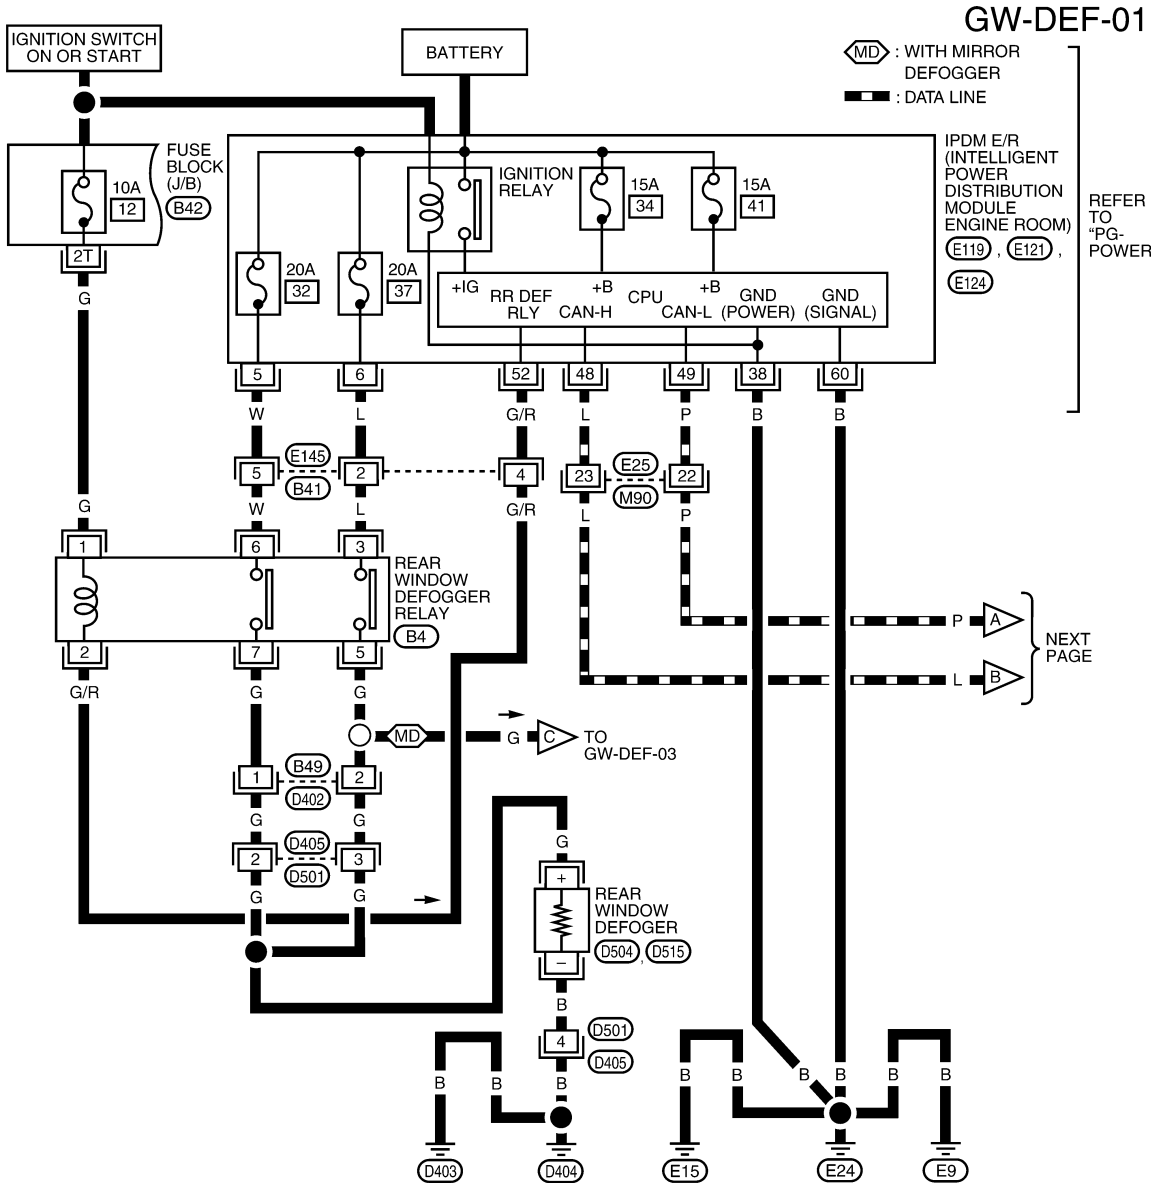 GW-DEF-01
IGNITION SWITCH
ON OR START
BATTERY
MD : WITH MIRROR
DEFOGGER
: DATA LINE
FUSE
BLOCK
(J/B)
B42
10A
12
2T
IGNITION
RELAY
15A
34
15A
41
20A
32
20A
37
IPDM E/R
(INTELLIGENT
POWER
DISTRIBUTION
MODULE
ENGINE ROOM)
E119 , E121 ,
E124
REFER
TO
“PG-
POWER
+IG
+B
+B
RR DEF
RLY
CAN-H
CPU
CAN-L
GND
(POWER)
GND
(SIGNAL)
5
6
52
48
49
38
60
G
W
L
G/R
L
P
B
B
5
E145
B41
2
4
23
E25
M90
22
G
W
L
G/R
L
P
1
6
3
REAR
WINDOW
DEFOGGER
RELAY
B4
2
7
5
P
A
L
B
NEXT
PAGE
G/R
G
G
MD
G
C
TO
GW-DEF-03
1
B49
D402
2
G
G
2
D405
D501
3
G
G
G
+
REAR
WINDOW
DEFOGER
D504 , D515
–
B
4
D501
D405
B
B
B
B
B
B
B
B
B
D403
D404
E15
E24
E9